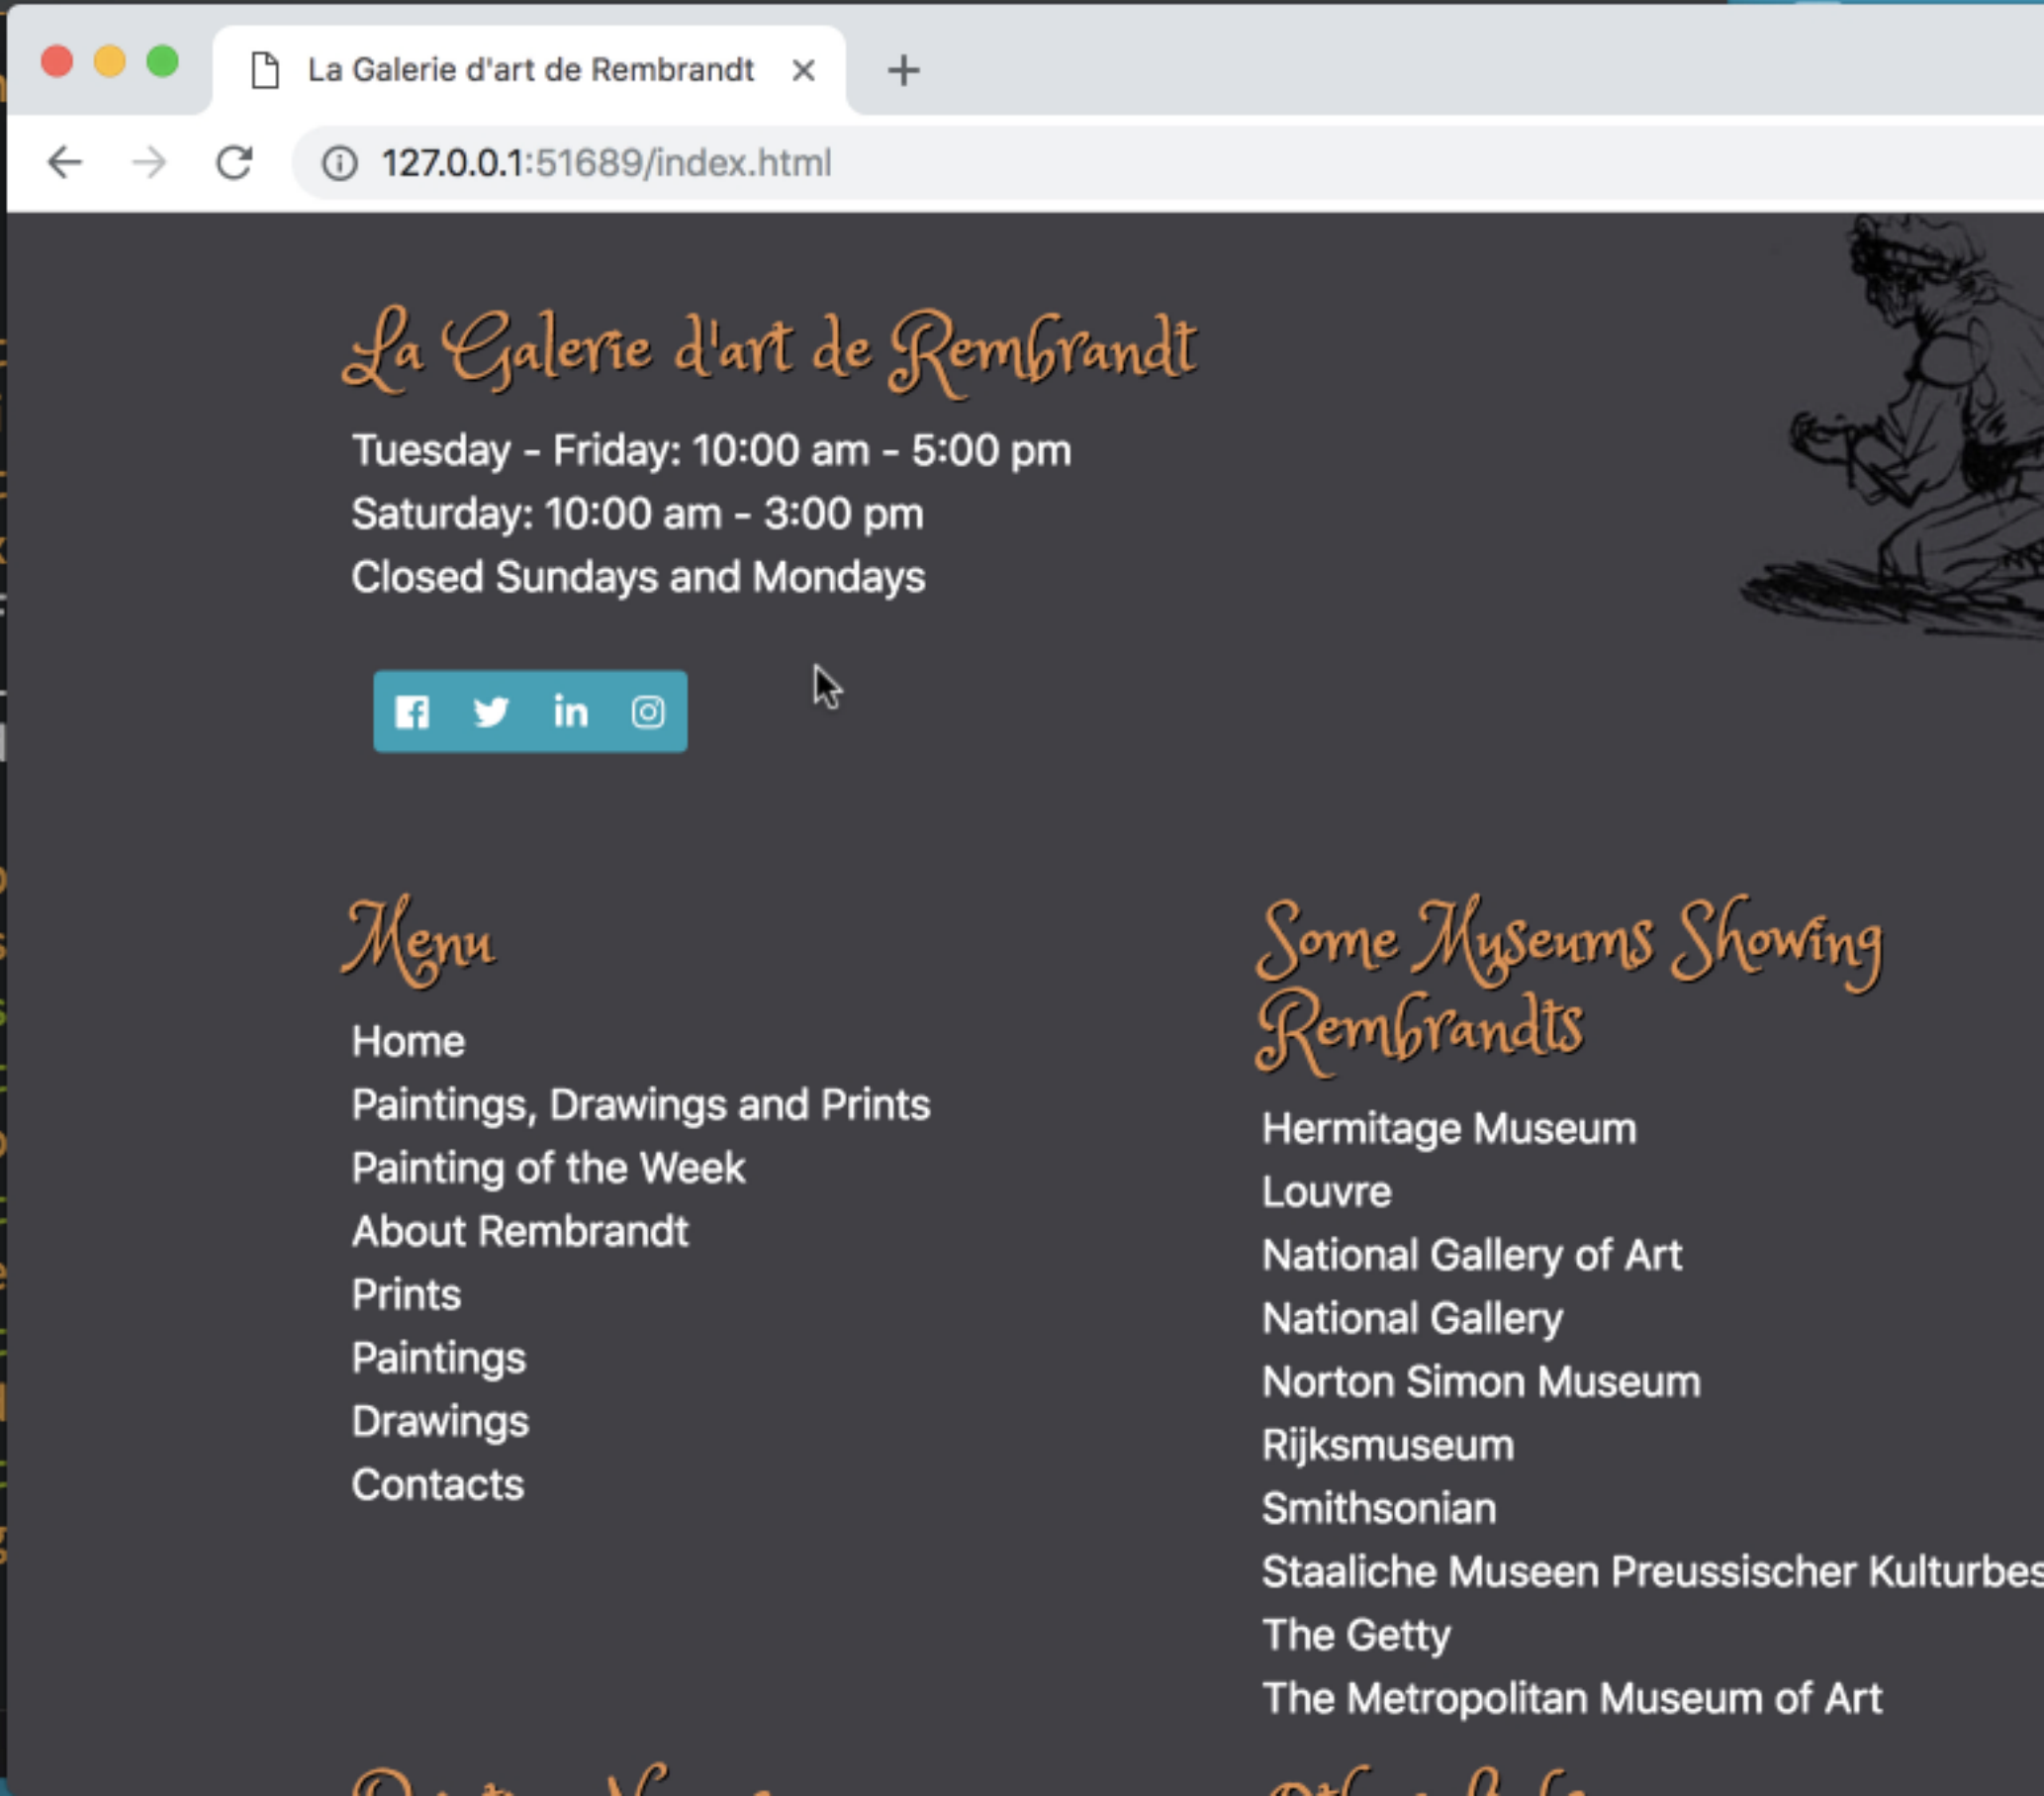 La Galerie d'art de Rembrandt
127.0.0.1:51689/index.html
La Galerie d'art de Rembrandt
Tuesday - Friday: 10:00 am - 5:00 pm
Saturday: 10:00 am - 3:00 pm
Closed Sundays and Mondays
Menu
Home
Paintings, Drawings and Prints
Painting of the Week
About Rembrandt
Prints
Paintings
Drawings
Contacts
Some Museums Showing
Rembrandts
Hermitage Museum
Louvre
National Gallery of Art
National Gallery
Norton Simon Museum
Rijksmuseum
Smithsonian
Staaliche Museen Preussischer Kulturbes
The Getty
The Metropolitan Museum of Art